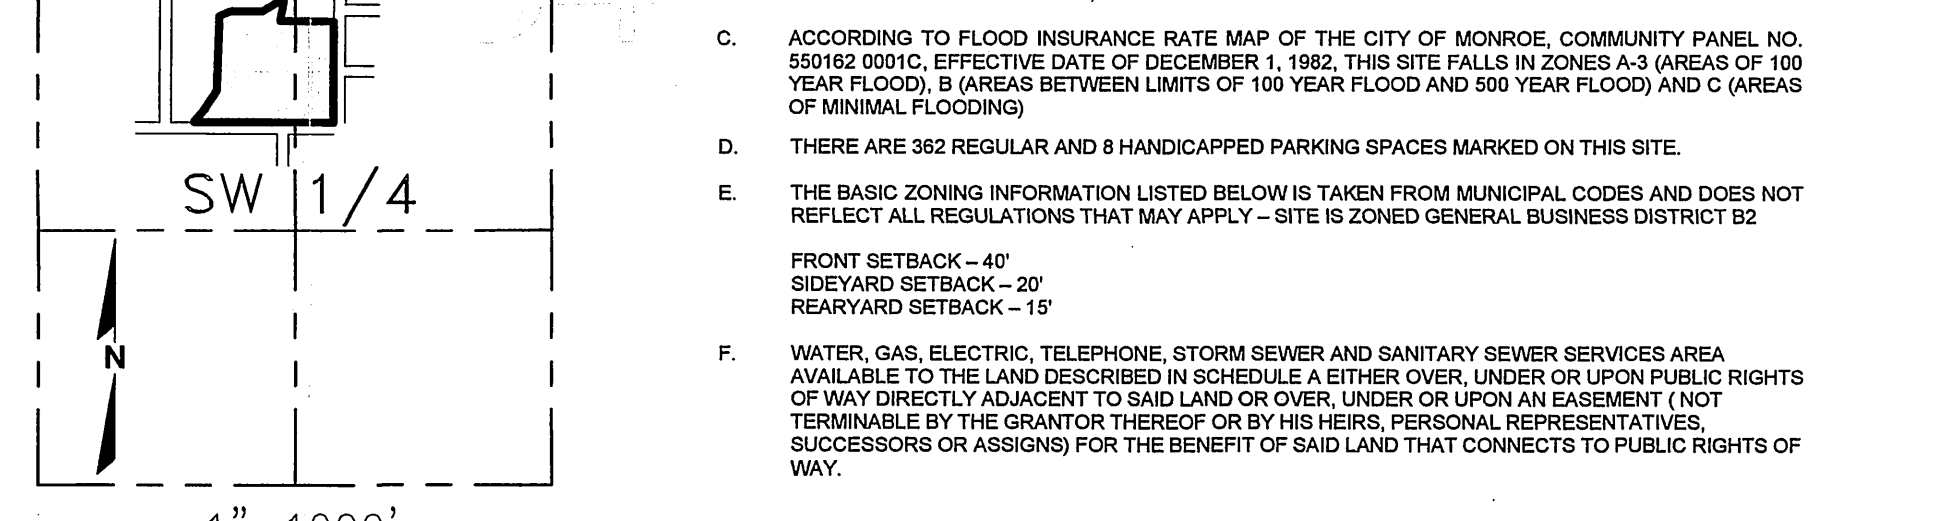 C. ACCORDING TO FLOOD INSURANCE RATE MAP OF THE CITY OF MONROE, COMMUNITY PANEL NO.
550162 0001C, EFFECTIVE DATE OF DECEMBER 1, 1982, THIS SITE FALLS IN ZONES A-3 (AREAS OF 100
YEAR FLOOD), B (AREAS BETWEEN LIMITS OF 100 YEAR FLOOD AND 500 YEAR FLOOD) AND C (AREAS
OF MINIMAL FLOODING)
D. THERE ARE 362 REGULAR AND 8 HANDICAPPED PARKING SPACES MARKED ON THIS SITE.
E. THE BASIC ZONING INFORMATION LISTED BELOW IS TAKEN FROM MUNICIPAL CODES AND DOES NOT
REFLECT ALL REGULATIONS THAT MAY APPLY – SITE IS ZONED GENERAL BUSINESS DISTRICT B2
FRONT SETBACK – 40'
SIDEYARD SETBACK – 20'
REARYARD SETBACK – 15'
F. WATER, GAS, ELECTRIC, TELEPHONE, STORM SEWER AND SANITARY SEWER SERVICES AREA
AVAILABLE TO THE LAND DESCRIBED IN SCHEDULE A EITHER OVER, UNDER OR UPON PUBLIC RIGHTS
OF WAY DIRECTLY ADJACENT TO SAID LAND OR OVER, UNDER OR UPON AN EASEMENT ( NOT
TERMINABLE BY THE GRANTOR THEREOF OR BY HIS HEIRS, PERSONAL REPRESENTATIVES,
SUCCESSORS OR ASSIGNS) FOR THE BENEFIT OF SAID LAND THAT CONNECTS TO PUBLIC RIGHTS OF
WAY.
SW 1/4
N